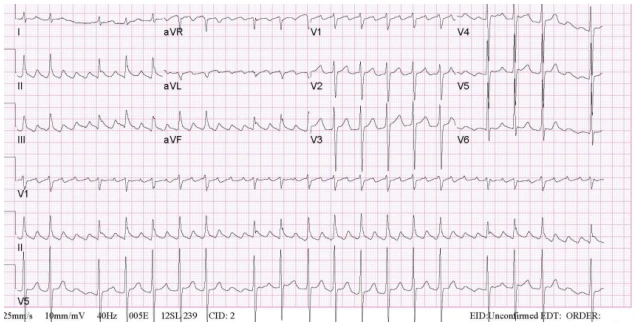 I aVR V1 V4
II aVL V2 V5
III aVF V3 V6
V1
II
V5
25mm/s 10mm/mV 40Hz 005E 12SL 239 CID: 2 EID:Unconfirmed EDT: ORDER: